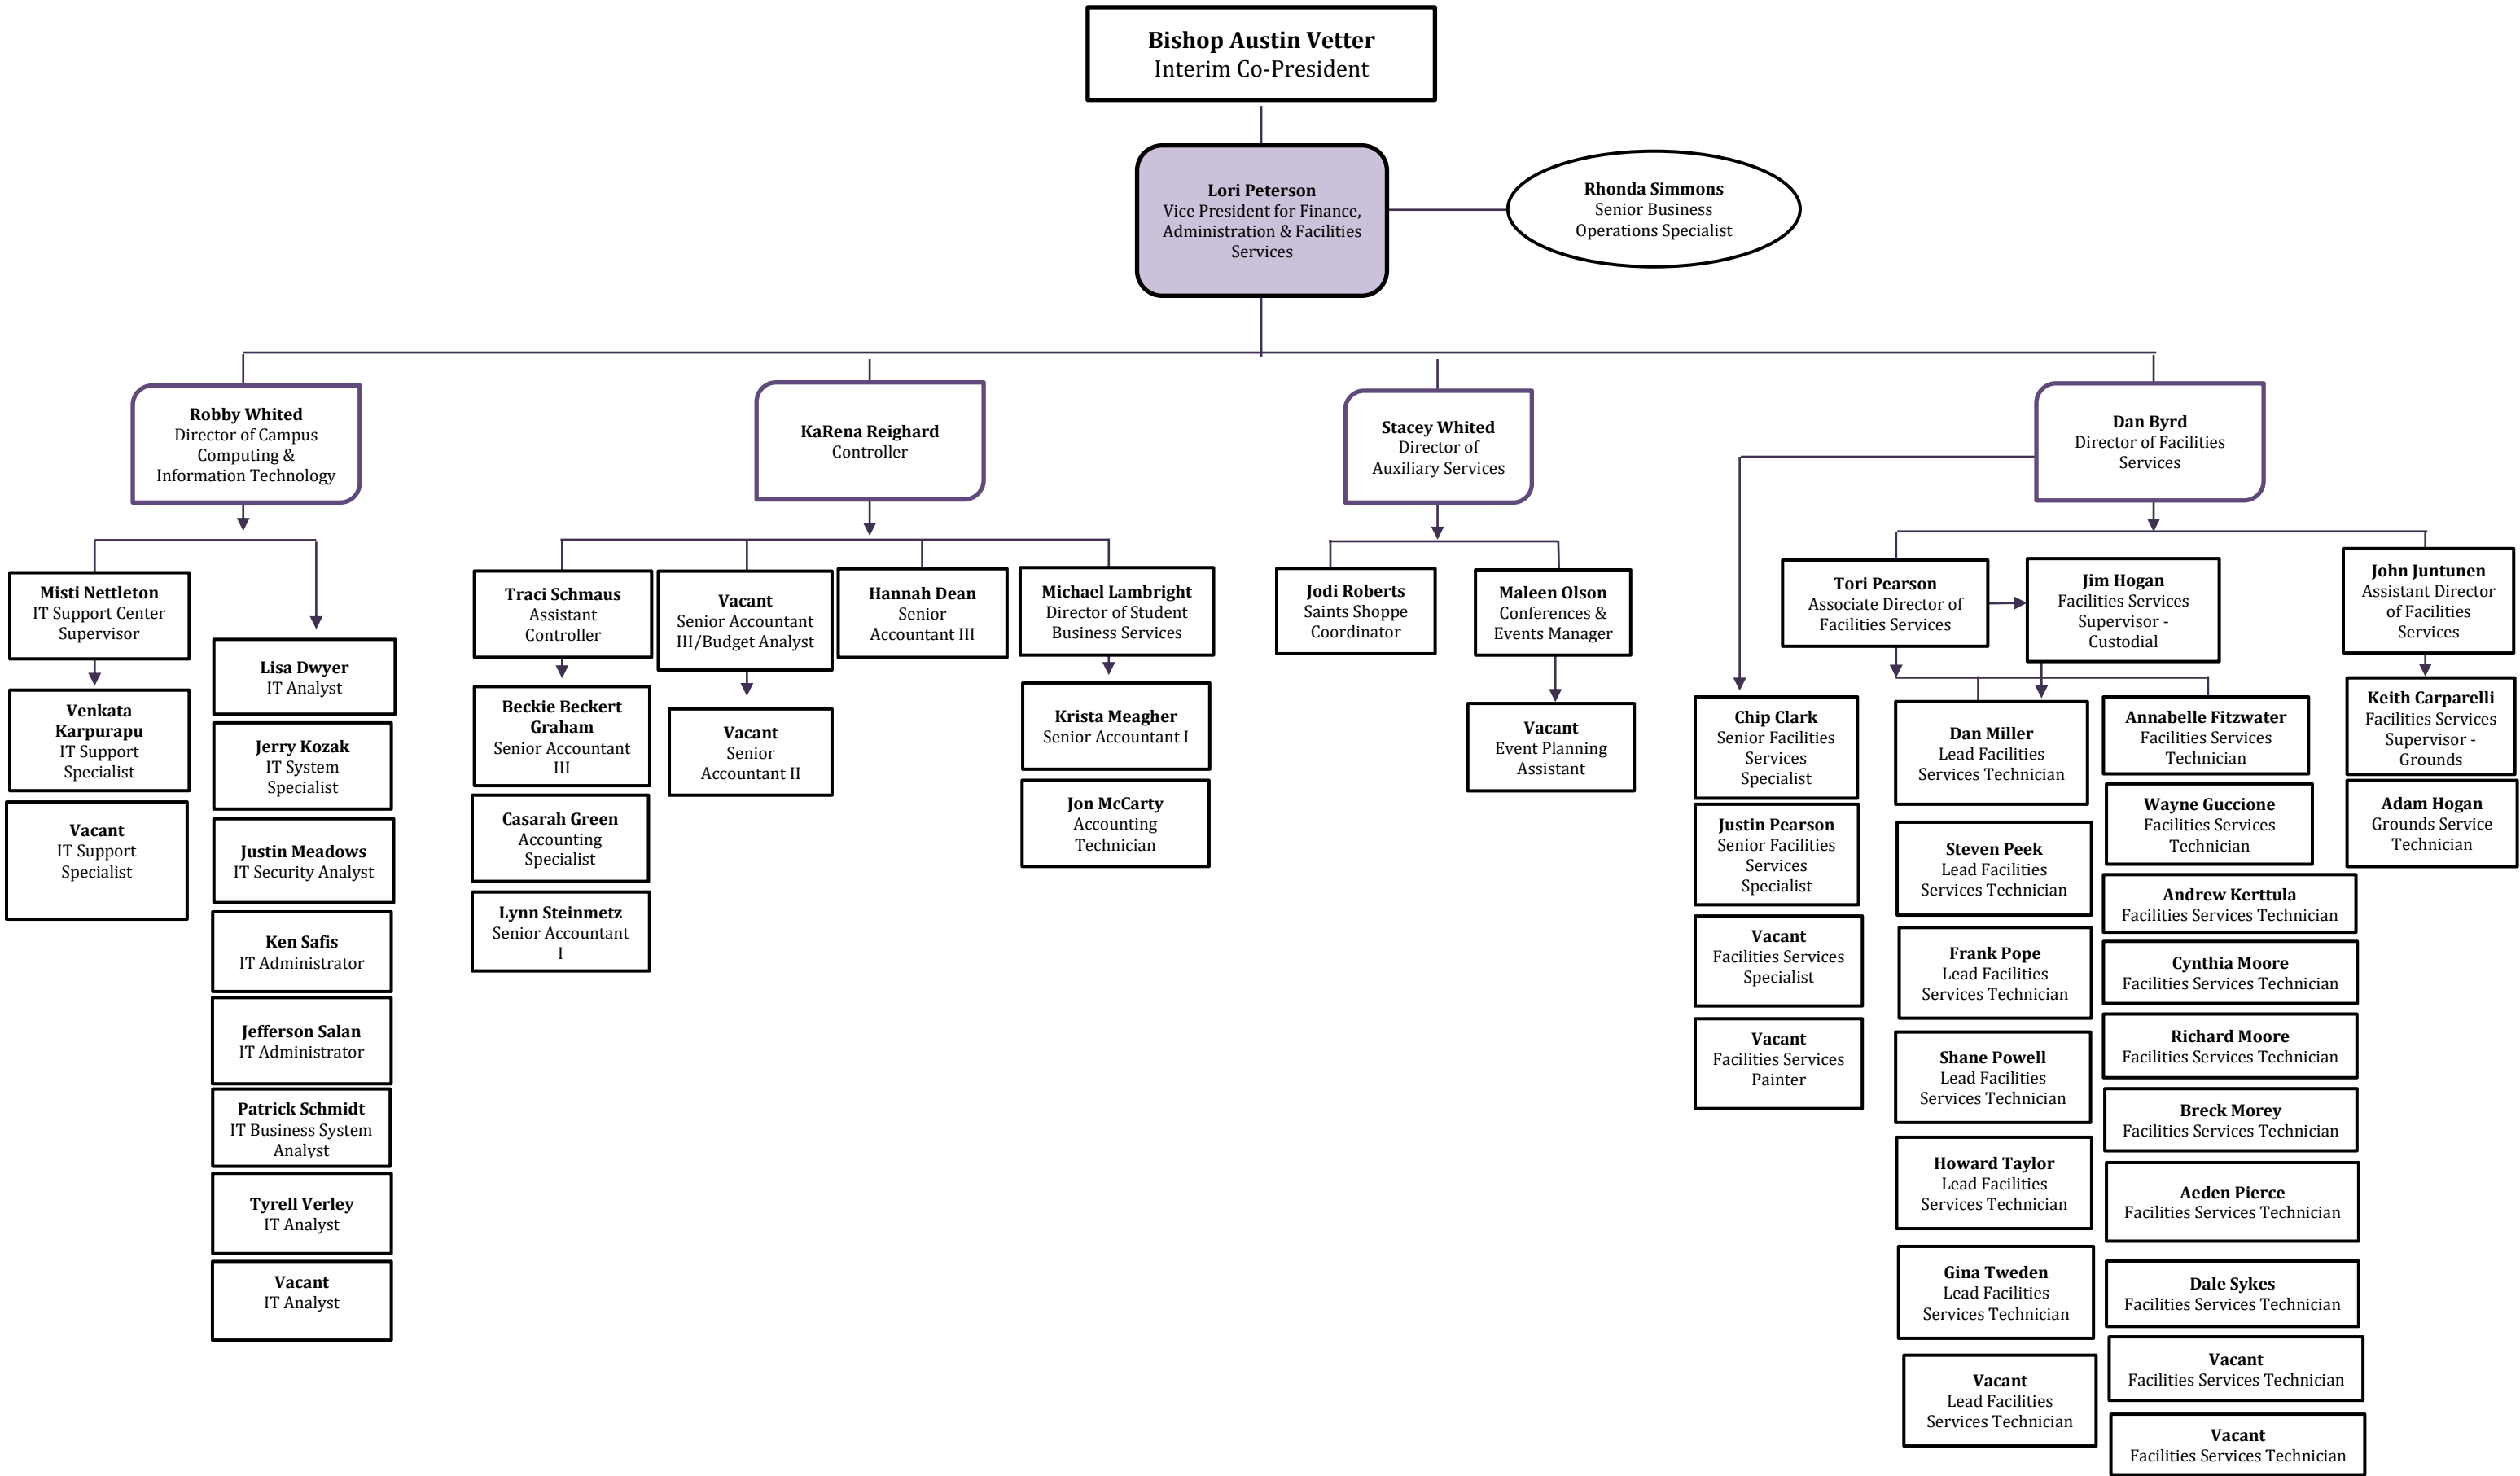 Bishop Austin Vetter
Interim Co-President
Lori Peterson
Vice President for Finance,
Administration & Facilities
Services
Rhonda Simmons
Senior Business
Operations Specialist
Robby Whited
Director of Campus
Computing &
Information Technology
KaRena Reighard
Controller
Stacey Whited
Director of
Auxiliary Services
Dan Byrd
Director of Facilities
Services
Misti Nettleton
IT Support Center
Supervisor
Venkata
Karpurapu
IT Support
Specialist
Vacant
IT Support
Specialist
Lisa Dwyer
IT Analyst
Jerry Kozak
IT System
Specialist
Justin Meadows
IT Security Analyst
Ken Safis
IT Administrator
Jefferson Salan
IT Administrator
Patrick Schmidt
IT Business System
Analyst
Tyrell Verley
IT Analyst
Vacant
IT Analyst
Traci Schmaus
Assistant
Controller
Beckie Beckert
Graham
Senior Accountant
III
Casarah Green
Accounting
Specialist
Lynn Steinmetz
Senior Accountant
I
Vacant
Senior Accountant
III/Budget Analyst
Vacant
Senior
Accountant II
Hannah Dean
Senior
Accountant III
Michael Lambright
Director of Student
Business Services
Krista Meagher
Senior Accountant I
Jon McCarty
Accounting
Technician
Jodi Roberts
Saints Shoppe
Coordinator
Maleen Olson
Conferences &
Events Manager
Vacant
Event Planning
Assistant
Chip Clark
Senior Facilities
Services
Specialist
Justin Pearson
Senior Facilities
Services
Specialist
Vacant
Facilities Services
Specialist
Vacant
Facilities Services
Painter
Tori Pearson
Associate Director of
Facilities Services
Jim Hogan
Facilities Services
Supervisor -
Custodial
Dan Miller
Lead Facilities
Services Technician
Steven Peek
Lead Facilities
Services Technician
Frank Pope
Lead Facilities
Services Technician
Shane Powell
Lead Facilities
Services Technician
Howard Taylor
Lead Facilities
Services Technician
Gina Tweden
Lead Facilities
Services Technician
Vacant
Lead Facilities
Services Technician
Annabelle Fitzwater
Facilities Services
Technician
Wayne Guccione
Facilities Services
Technician
Andrew Kerttula
Facilities Services Technician
Cynthia Moore
Facilities Services Technician
Richard Moore
Facilities Services Technician
Breck Morey
Facilities Services Technician
Aeden Pierce
Facilities Services Technician
Dale Sykes
Facilities Services Technician
Vacant
Facilities Services Technician
Vacant
Facilities Services Technician
John Juntunen
Assistant Director
of Facilities
Services
Keith Carparelli
Facilities Services
Supervisor -
Grounds
Adam Hogan
Grounds Service
Technician